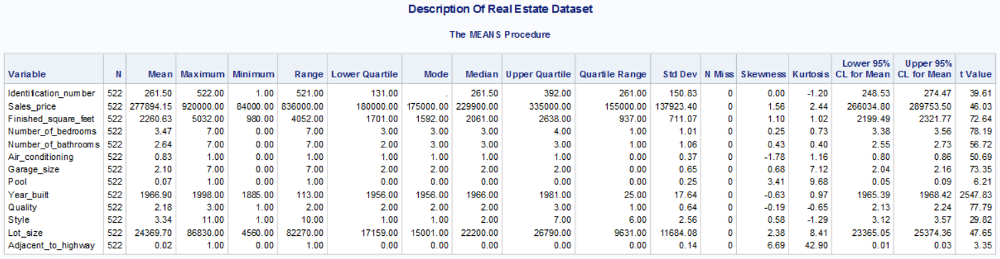 Description Of Real Estate Dataset
The MEANS Procedure
Variable N Mean Maximum Minimum Range Lower Quartile Mode Median Upper Quartile Quartile Range Std Dev N Miss Skewness Kurtosis Lower 95% CL for Mean Upper 95% CL for Mean t Value
Identification_number 522 261.50 522.00 1.00 521.00 131.00 . 261.50 392.00 261.00 150.83 0 0.00 -1.20 248.53 274.47 39.61
Sales_price 522 277894.15 920000.00 84000.00 836000.00 180000.00 175000.00 229900.00 335000.00 155000.00 137923.40 0 1.56 2.44 266034.80 289753.50 46.03
Finished_square_feet 522 2260.63 5032.00 980.00 4052.00 1701.00 1592.00 2061.00 2638.00 937.00 711.07 0 1.10 1.02 2199.49 2321.77 72.64
Number_of_bedrooms 522 3.47 7.00 0.00 7.00 3.00 3.00 3.00 4.00 1.00 1.01 0 0.25 0.73 3.38 3.56 78.19
Number_of_bathrooms 522 2.64 7.00 0.00 7.00 2.00 3.00 3.00 3.00 1.00 1.06 0 0.43 0.40 2.55 2.73 56.72
Air_conditioning 522 0.83 1.00 0.00 1.00 1.00 1.00 1.00 1.00 0.00 0.37 0 -1.78 1.16 0.80 0.86 50.69
Garage_size 522 2.10 7.00 0.00 7.00 2.00 2.00 2.00 2.00 0.00 0.65 0 0.68 7.12 2.04 2.16 73.35
Pool 522 0.07 1.00 0.00 1.00 0.00 0.00 0.00 0.00 0.00 0.25 0 3.41 9.68 0.05 0.09 6.21
Year_built 522 1966.90 1998.00 1885.00 113.00 1956.00 1956.00 1966.00 1981.00 25.00 17.64 0 -0.63 0.97 1965.39 1968.42 2547.83
Quality 522 2.18 3.00 1.00 2.00 2.00 2.00 2.00 3.00 1.00 0.64 0 -0.19 -0.65 2.13 2.24 77.79
Style 522 3.34 11.00 1.00 10.00 1.00 1.00 2.00 7.00 6.00 2.56 0 0.58 -1.29 3.12 3.57 29.82
Lot_size 522 24369.70 86830.00 4560.00 82270.00 17159.00 15001.00 22200.00 26790.00 9631.00 11684.08 0 2.38 8.41 23365.05 25374.36 47.65
Adjacent_to_highway 522 0.02 1.00 0.00 1.00 0.00 0.00 0.00 0.00 0.00 0.14 0 6.69 42.90 0.01 0.03 3.35